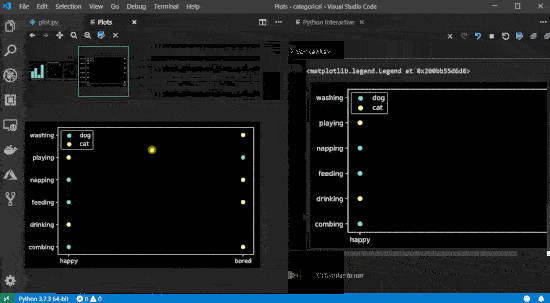 File Edit Selection View Go Debug Terminal Help Plots - categorical - Visual Studio Code
plot.py Plots
Python Interactive
<matplotlib.legend.Legend at 0x200bb55d6d8>
washing
dog
cat
playing
napping
feeding
drinking
combing
happy
bored
washing
dog
cat
playing
napping
feeding
drinking
combing
happy
Python 3.7.3 64-bit 0 0